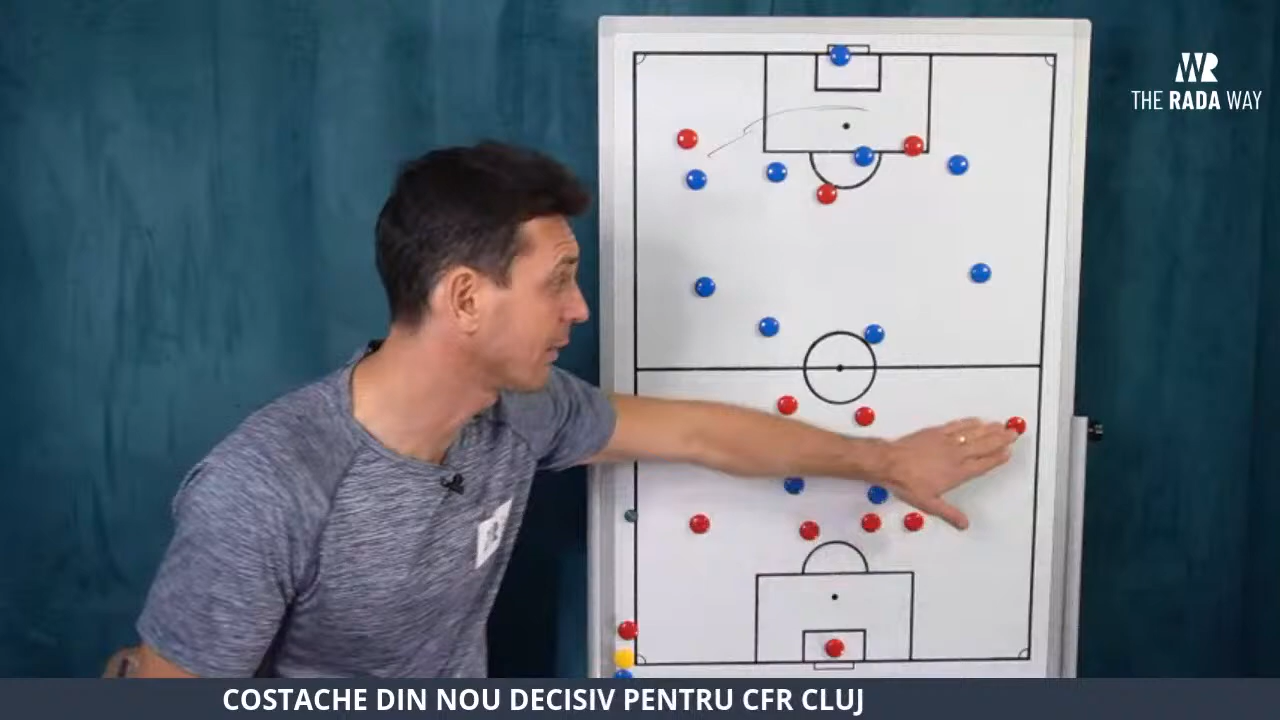 THE RADA WAY
COSTACHE DIN NOU DECISIV PENTRU CFR CLUJ